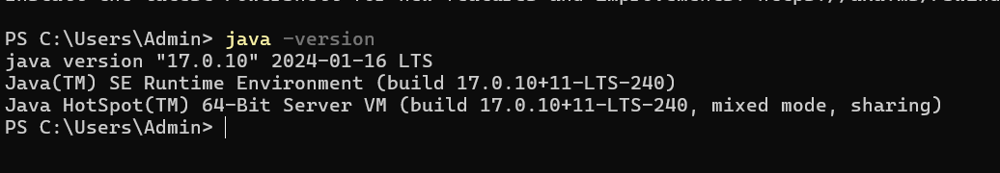 PS C:\Users\Admin> java -version
java version "17.0.10" 2024-01-16 LTS
Java(TM) SE Runtime Environment (build 17.0.10+11-LTS-240)
Java HotSpot(TM) 64-Bit Server VM (build 17.0.10+11-LTS-240, mixed mode, sharing)
PS C:\Users\Admin>